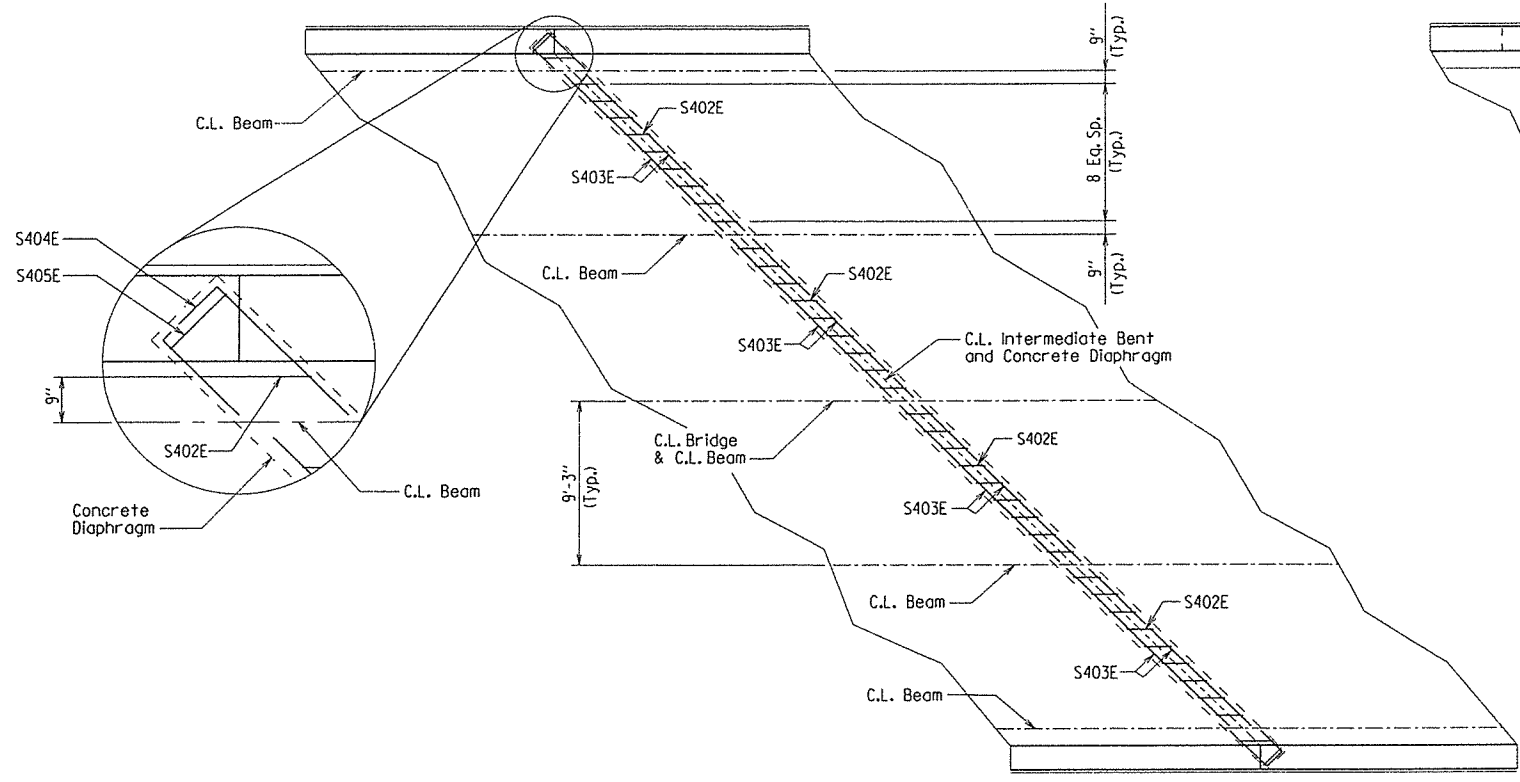 9"
(Typ.)
C.L. Beam
S402E
8 Eq. Sp.
(Typ.)
S403E
S404E
S405E
C.L. Beam
S402E
9"
(Typ.)
S403E
C.L. Intermediate Bent
and Concrete Diaphragm
9"
S402E
C.L. Bridge
& C.L. Beam
S402E
C.L. Beam
9'-3"
(Typ.)
S403E
Concrete
Diaphragm
C.L. Beam
S402E
S403E
C.L. Beam